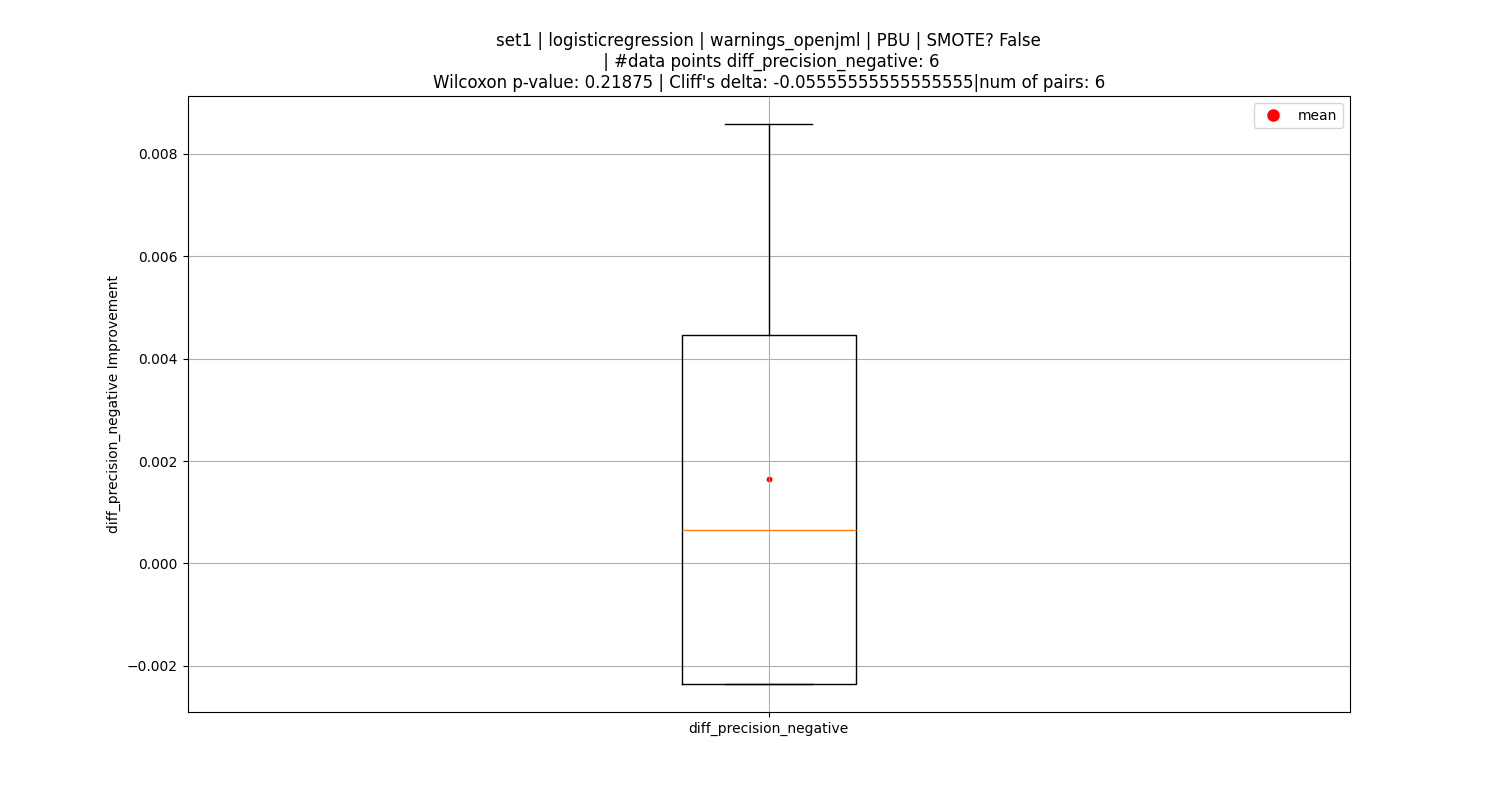 set1 | logisticregression | warnings_openjml | PBU | SMOTE? False
| #data points diff_precision_negative: 6
Wilcoxon p-value: 0.21875 | Cliff's delta: -0.05555555555555555|num of pairs: 6
mean
0.008
0.006
0.004
0.002
0.000
−0.002
diff_precision_negative Improvement
diff_precision_negative